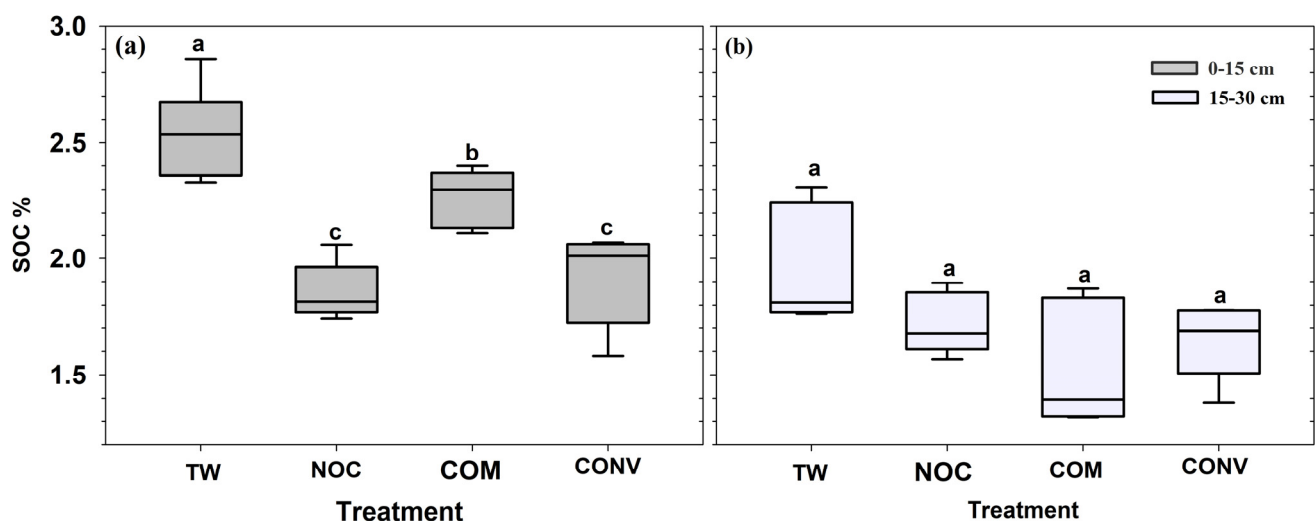 (a)
a
c
b
c
3.0
2.5
2.0
1.5
SOC %
TW NOC COM CONV
Treatment
(b)
0-15 cm
15-30 cm
a
a
a
a
TW NOC COM CONV
Treatment